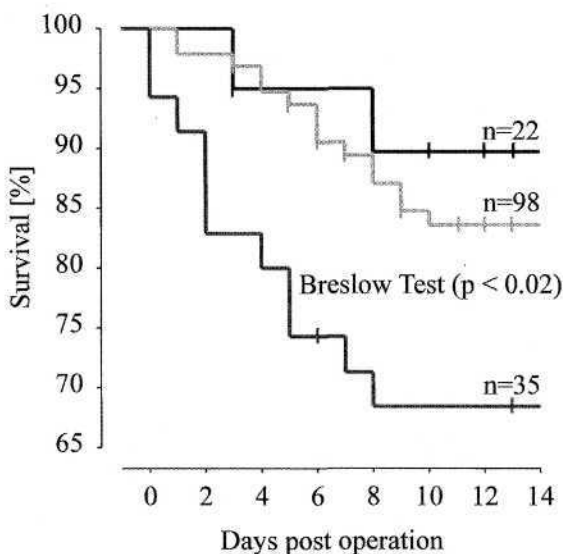 100
95
90
85
80
75
70
65
Survival [%]
n=22
n=98
Breslow Test (p < 0.02)
n=35
0 2 4 6 8 10 12 14
Days post operation